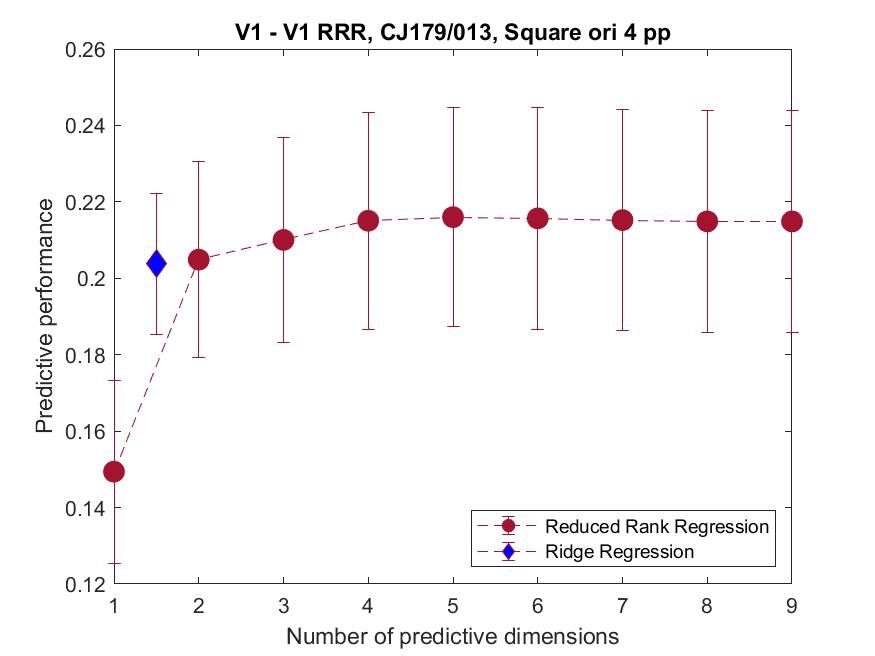 V1 - V1 RRR, CJ179/013, Square ori 4 pp
0.26
0.24
0.22
0.2
0.18
0.16
0.14
0.12
Predictive performance
1 2 3 4 5 6 7 8 9
Number of predictive dimensions
Reduced Rank Regression
Ridge Regression